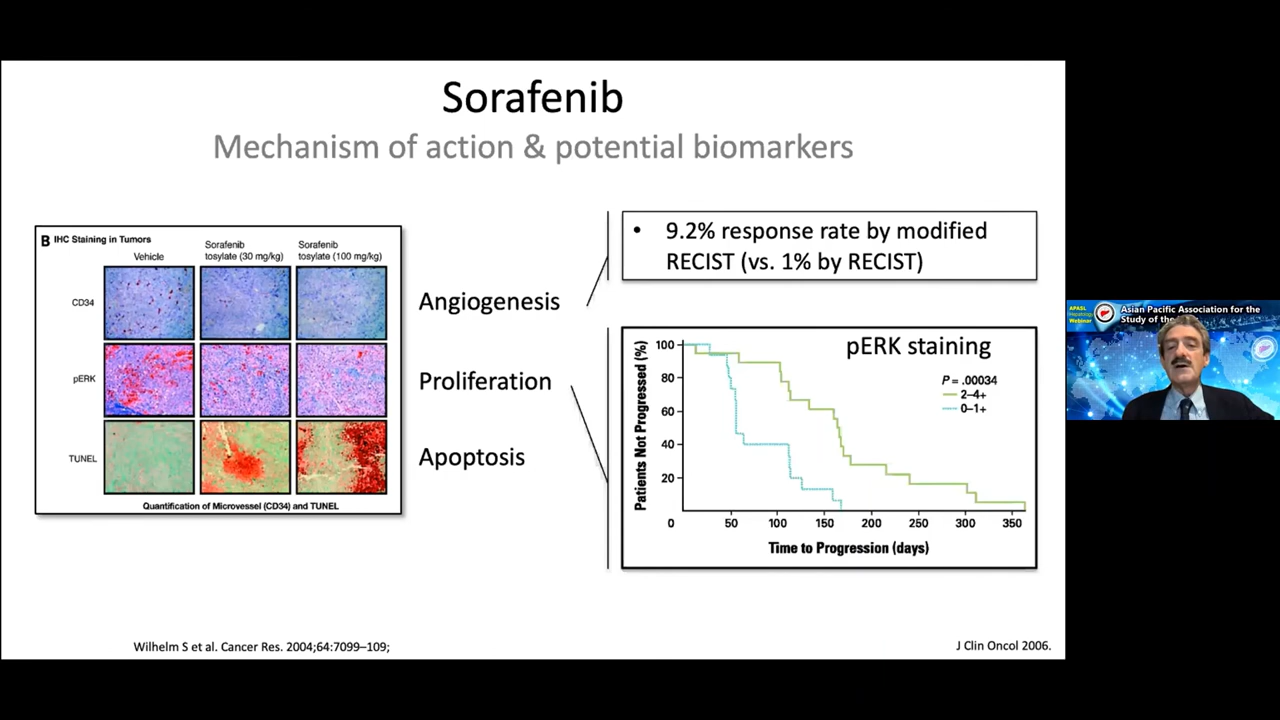 Sorafenib
Mechanism of action & potential biomarkers
B IHC Staining in Tumors
Vehicle
Sorafenib
tosylate (30 mg/kg)
Sorafenib
tosylate (100 mg/kg)
CD34
pERK
TUNEL
Quantification of Microvessel (CD34) and TUNEL
Angiogenesis
Proliferation
Apoptosis
• 9.2% response rate by modified
RECIST (vs. 1% by RECIST)
pERK staining
P = .00034
2–4+
0–1+
Patients Not Progressed (%)
100
80
60
40
20
0 50 100 150 200 250 300 350
Time to Progression (days)
Wilhelm S et al. Cancer Res. 2004;64:7099–109;
J Clin Oncol 2006.
APASL
Hepatology
Webinar
Asian Pacific Association for the
Study of the